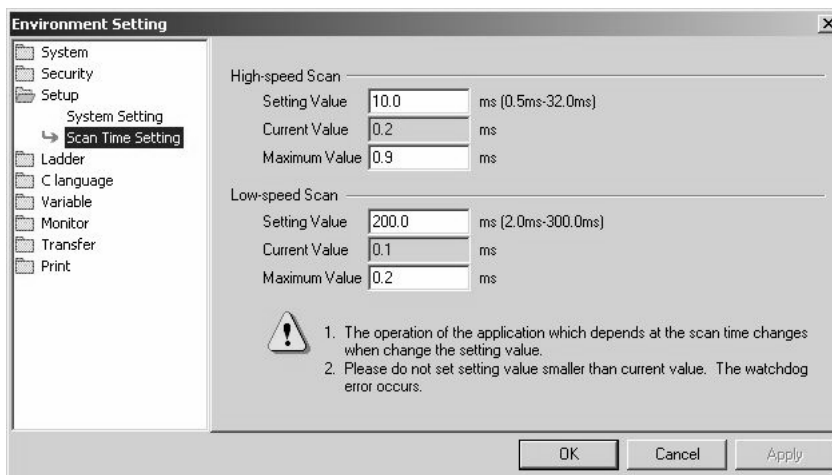 Environment Setting
System
Security
Setup
System Setting
Scan Time Setting
Ladder
C language
Variable
Monitor
Transfer
Print
High-speed Scan
Setting Value 10.0 ms (0.5ms-32.0ms)
Current Value 0.2 ms
Maximum Value 0.9 ms
Low-speed Scan
Setting Value 200.0 ms (2.0ms-300.0ms)
Current Value 0.1 ms
Maximum Value 0.2 ms
1. The operation of the application which depends at the scan time changes
when change the setting value.
2. Please do not set setting value smaller than current value. The watchdog
error occurs.
OK Cancel Apply